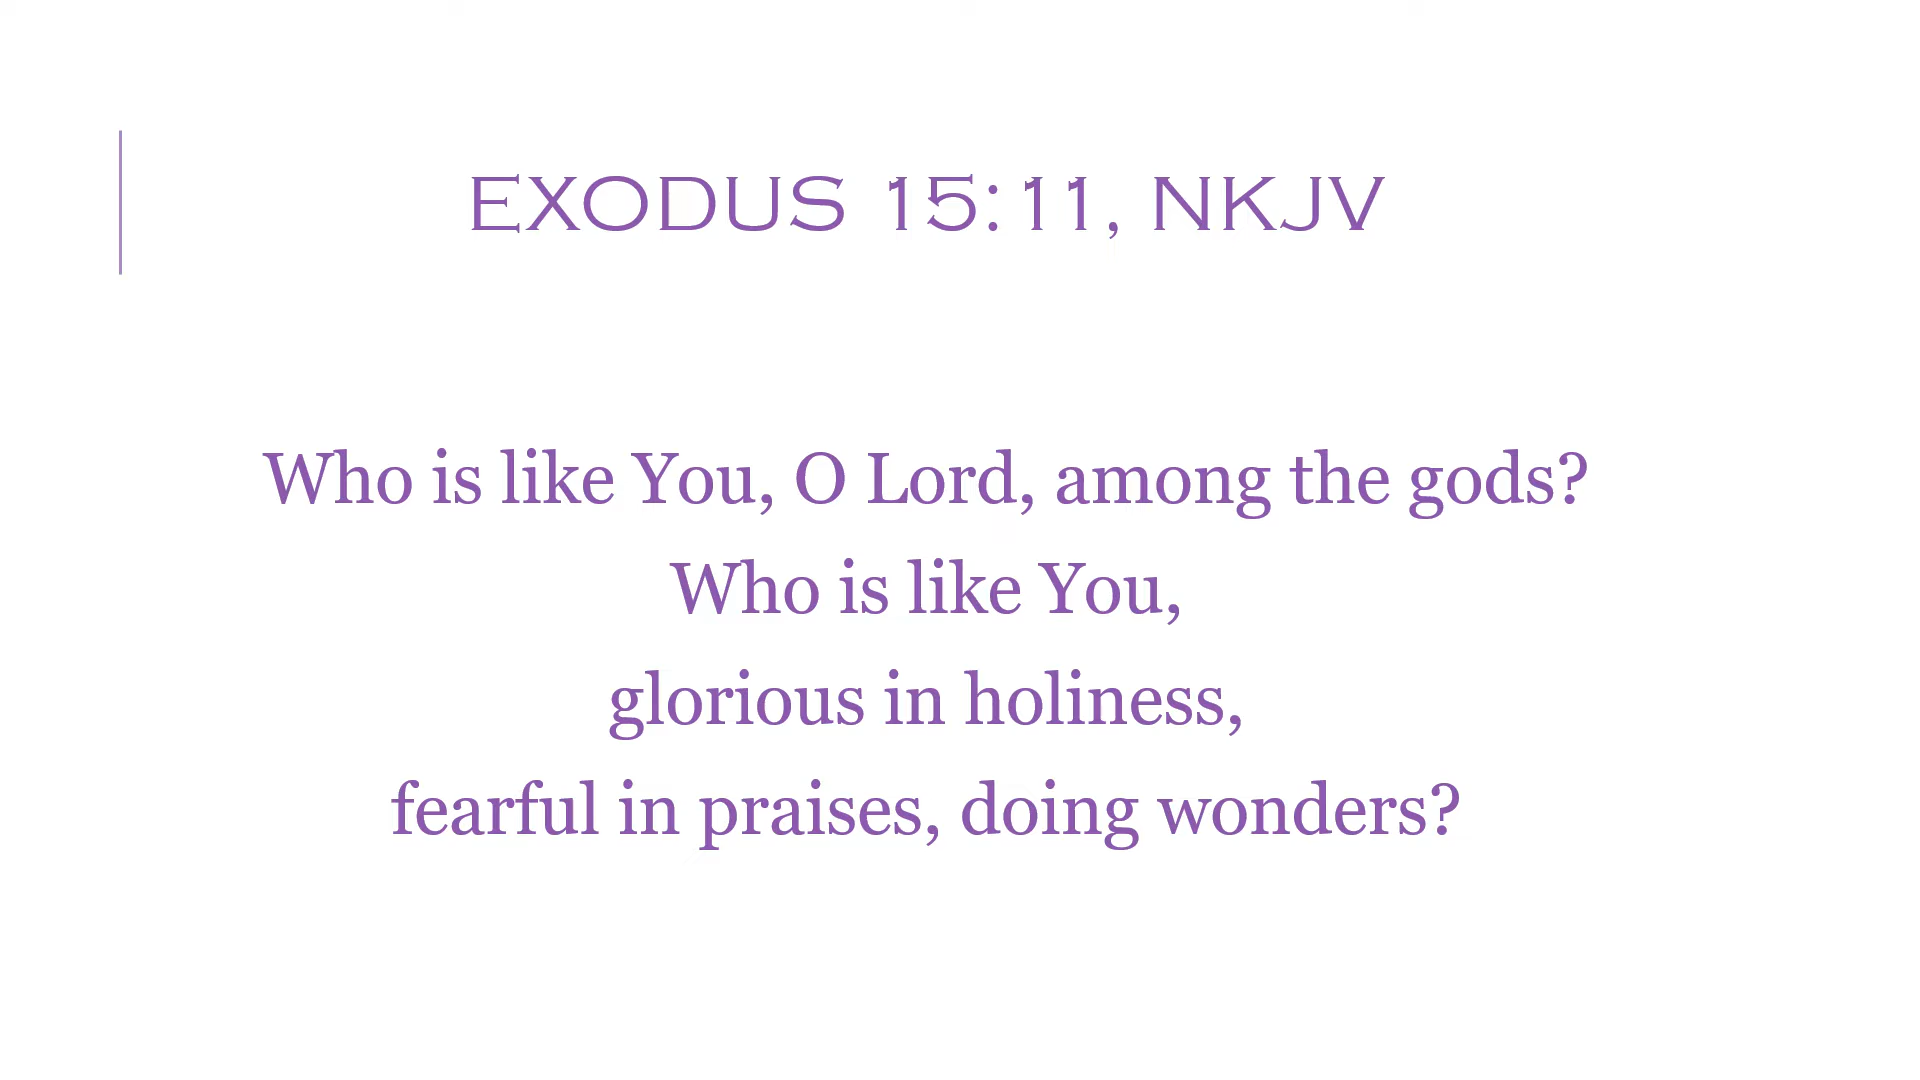 EXODUS 15:11, NKJV
Who is like You, O Lord, among the gods?
Who is like You,
glorious in holiness,
fearful in praises, doing wonders?